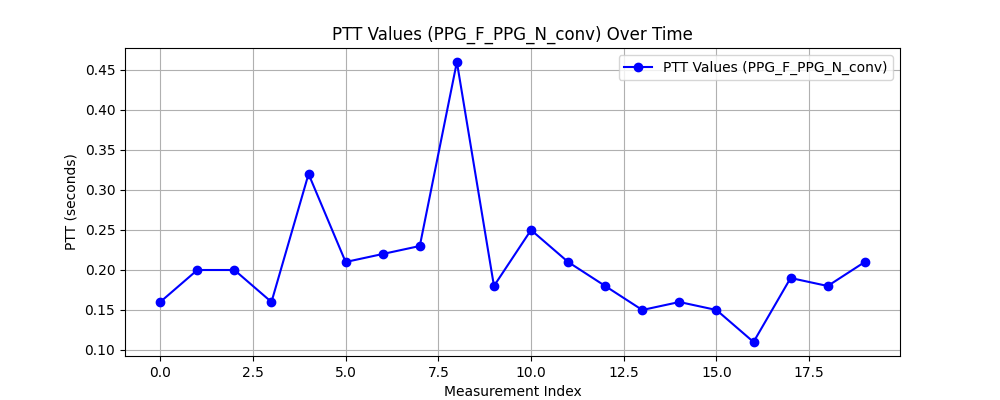 PTT Values (PPG_F_PPG_N_conv) Over Time
PTT Values (PPG_F_PPG_N_conv)
PTT (seconds)
0.45
0.40
0.35
0.30
0.25
0.20
0.15
0.10
0.0 2.5 5.0 7.5 10.0 12.5 15.0 17.5
Measurement Index